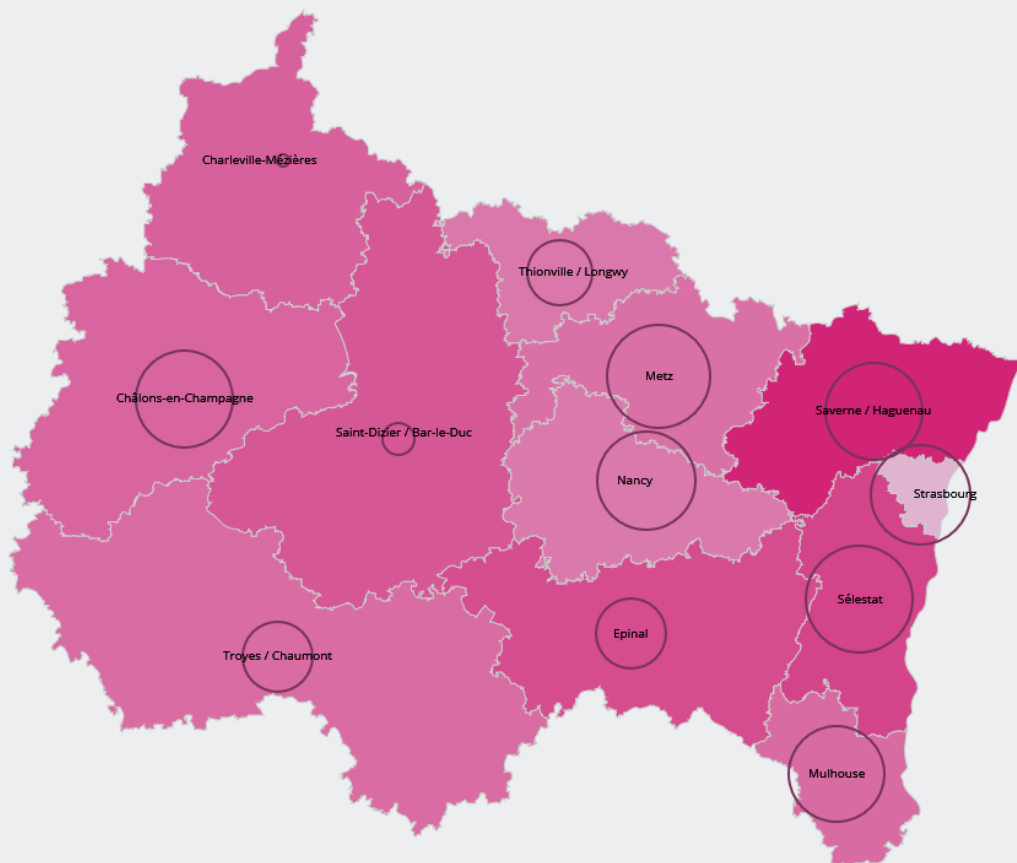 Charleville-Mézières
Thionville / Longwy
Metz
Châlons-en-Champagne
Saverne / Haguenau
Saint-Dizier / Bar-le-Duc
Nancy
Strasbourg
Sélestat
Epinal
Troyes / Chaumont
Mulhouse